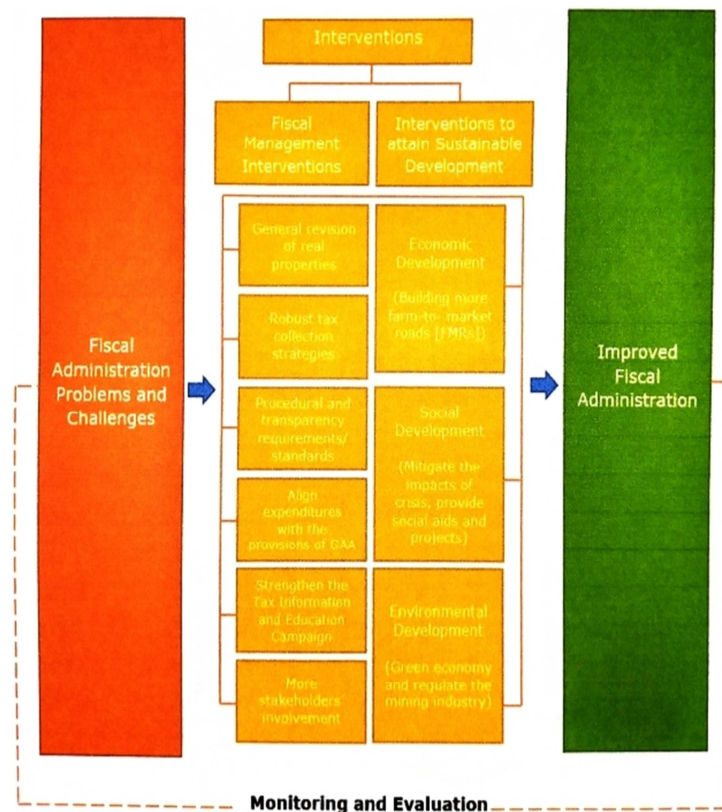 Interventions
Fiscal
Management
Interventions
Interventions to
attain Sustainable
Development
General revision
of real
properties
Economic
Development
(Building more
farm-to- market
roads [FMRs])
Robust tax
collection
strategies
Fiscal
Administration
Problems and
Challenges
Improved
Fiscal
Administration
Procedural and
transparency
requirements/
standards
Social
Development
(Mitigate the
impacts of
crisis, provide
social aids and
projects)
Align
expenditures
with the
provisions of GAA
Strengthen the
Tax Information
and Education
Campaign
Environmental
Development
(Green economy
and regulate the
mining industry)
More
stakeholders
involvement
Monitoring and Evaluation